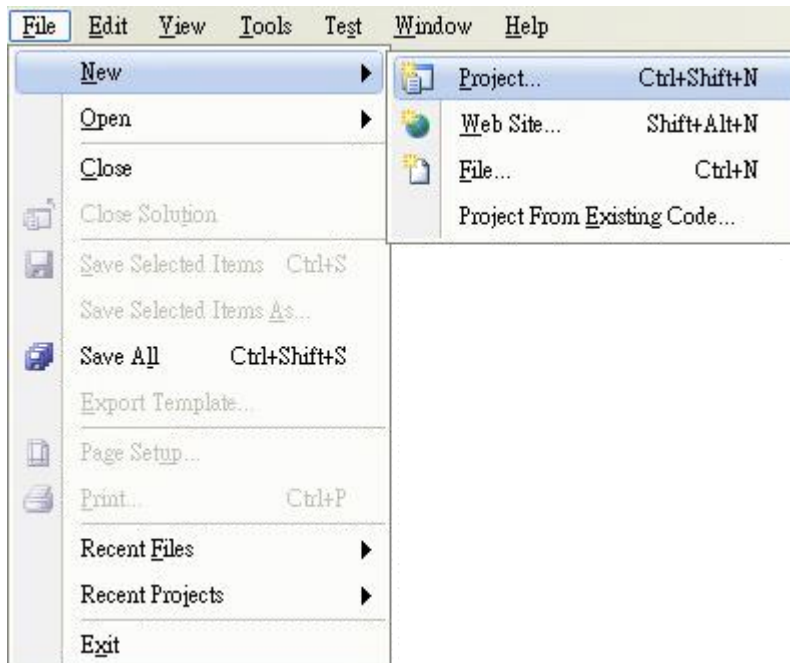 File Edit View Tools Test Window Help
New
Open
Close
Close Solution
Save Selected Items Ctrl+S
Save Selected Items As...
Save All Ctrl+Shift+S
Export Template...
Page Setup...
Print... Ctrl+P
Recent Files
Recent Projects
Exit
Project... Ctrl+Shift+N
Web Site... Shift+Alt+N
File... Ctrl+N
Project From Existing Code...